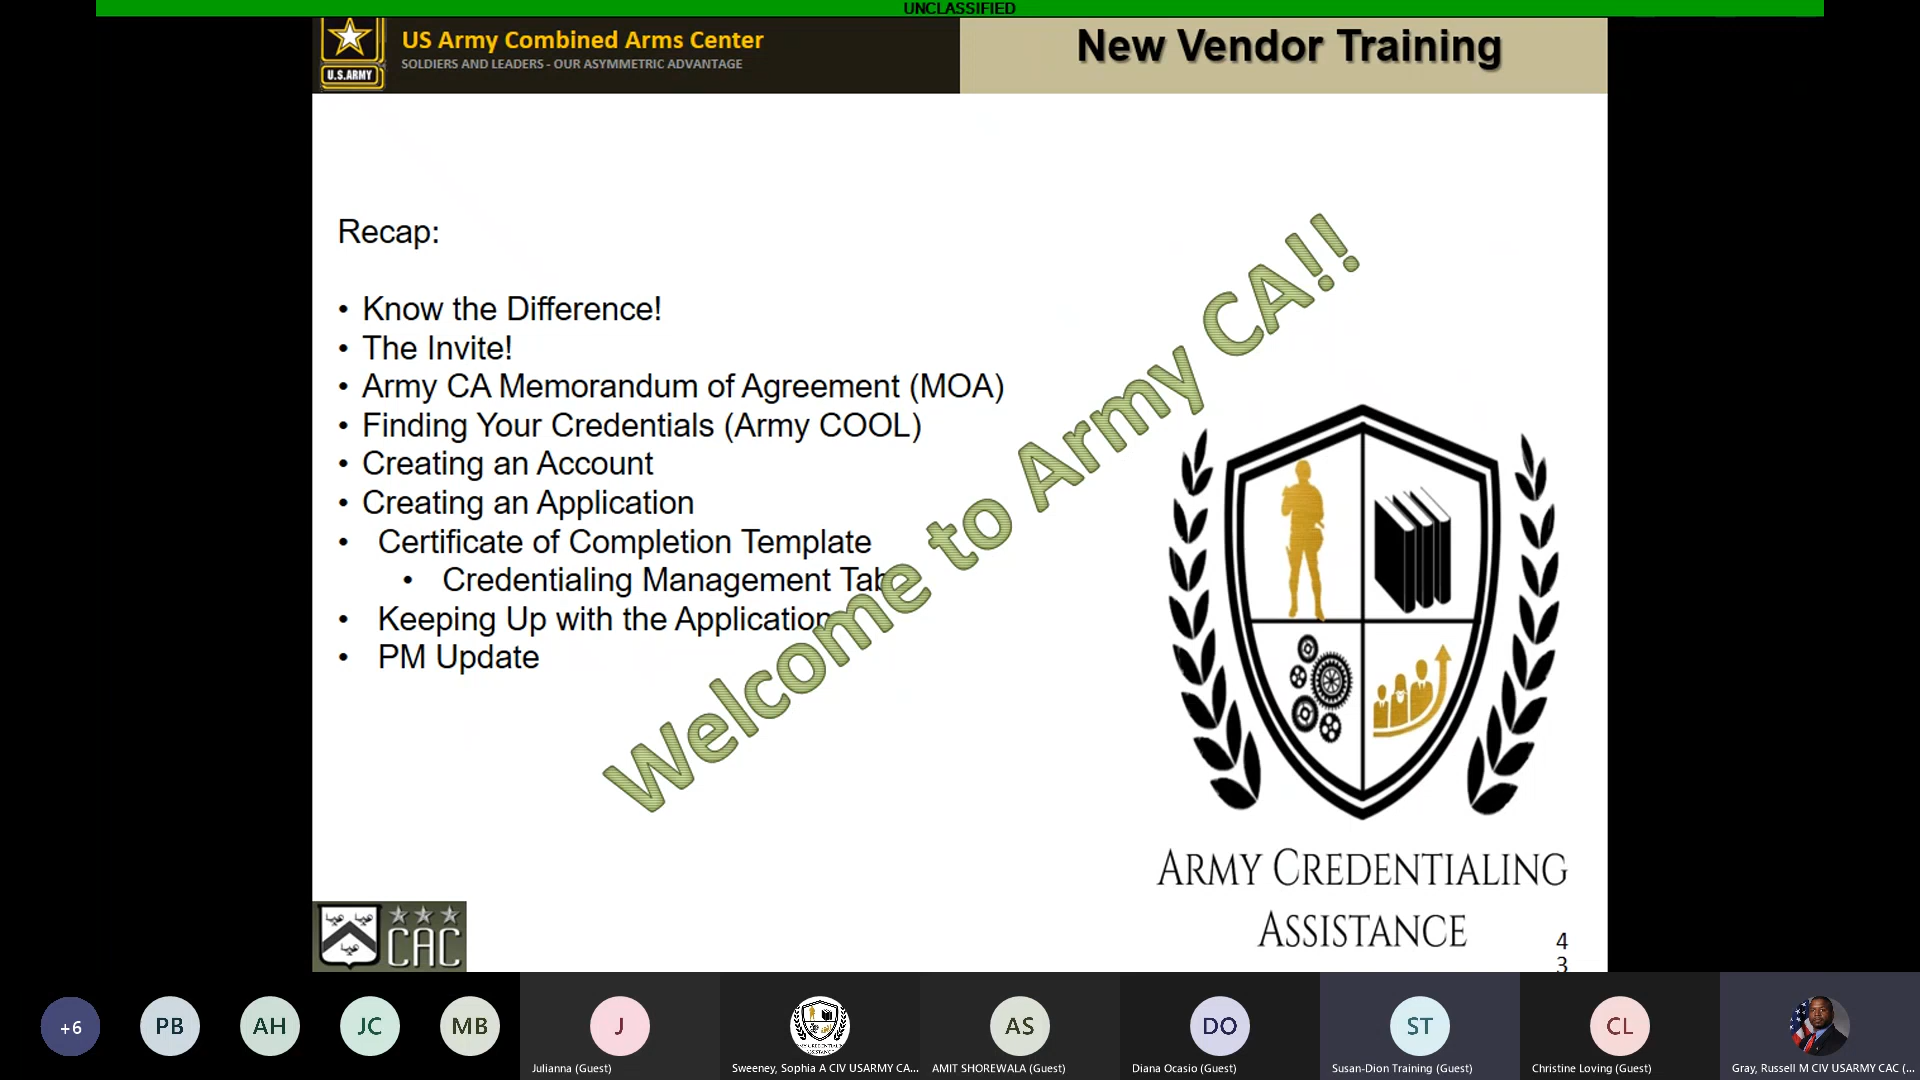 UNCLASSIFIED
US Army Combined Arms Center
SOLDIERS AND LEADERS - OUR ASYMMETRIC ADVANTAGE
U.S.ARMY
New Vendor Training
Recap:
• Know the Difference!
• The Invite!
• Army CA Memorandum of Agreement (MOA)
• Finding Your Credentials (Army COOL)
• Creating an Account
• Creating an Application
• Certificate of Completion Template
• Credentialing Management Tab
• Keeping Up with the Application
• PM Update
Welcome to Army CA!!
ARMY CREDENTIALING
ASSISTANCE
CAC
4
3
+6
PB
AH
JC
MB
J
AS
DO
ST
CL
Julianna (Guest)
Sweeney, Sophia A CIV USARMY CA...
AMIT SHOREWALA (Guest)
Diana Ocasio (Guest)
Susan-Dion Training (Guest)
Christine Loving (Guest)
Gray, Russell M CIV USARMY CAC (...